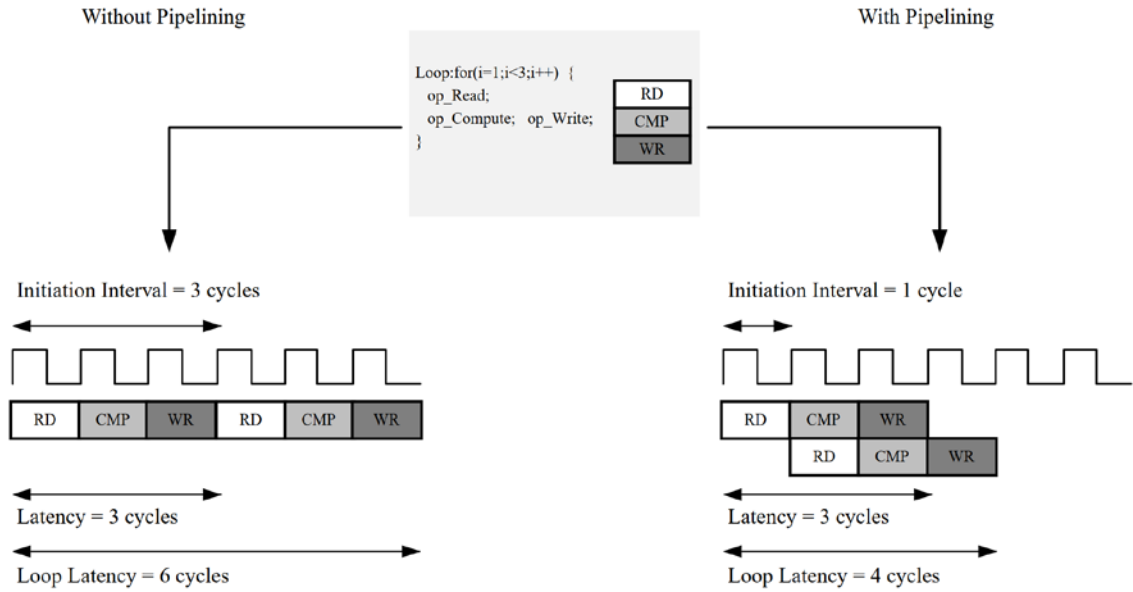 Without Pipelining
With Pipelining
Loop:for(i=1;i<3;i++) {
op_Read;
op_Compute; op_Write;
}
RD
CMP
WR
Initiation Interval = 3 cycles
RD CMP WR RD CMP WR
Latency = 3 cycles
Loop Latency = 6 cycles
Initiation Interval = 1 cycle
RD CMP WR
RD CMP WR
Latency = 3 cycles
Loop Latency = 4 cycles